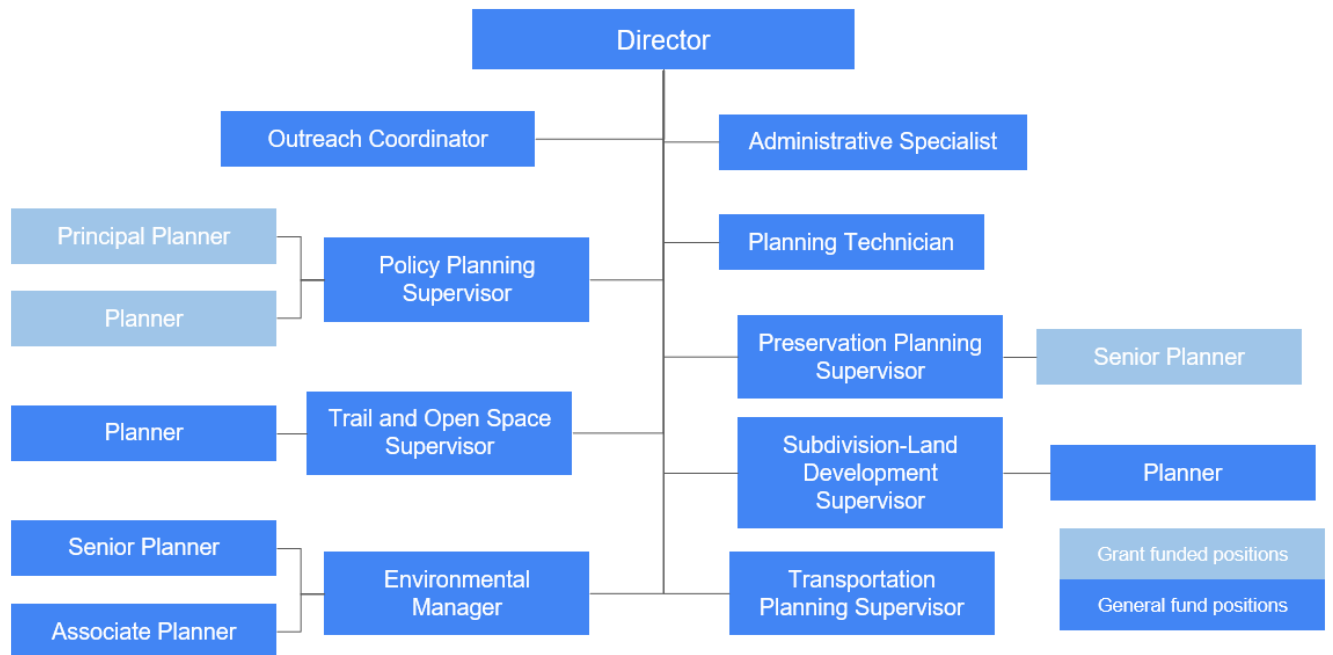 Director
Outreach Coordinator
Administrative Specialist
Principal Planner
Planner
Policy Planning
Supervisor
Planning Technician
Preservation Planning
Supervisor
Senior Planner
Planner
Trail and Open Space
Supervisor
Subdivision-Land
Development
Supervisor
Planner
Senior Planner
Associate Planner
Environmental
Manager
Transportation
Planning Supervisor
Grant funded positions
General fund positions